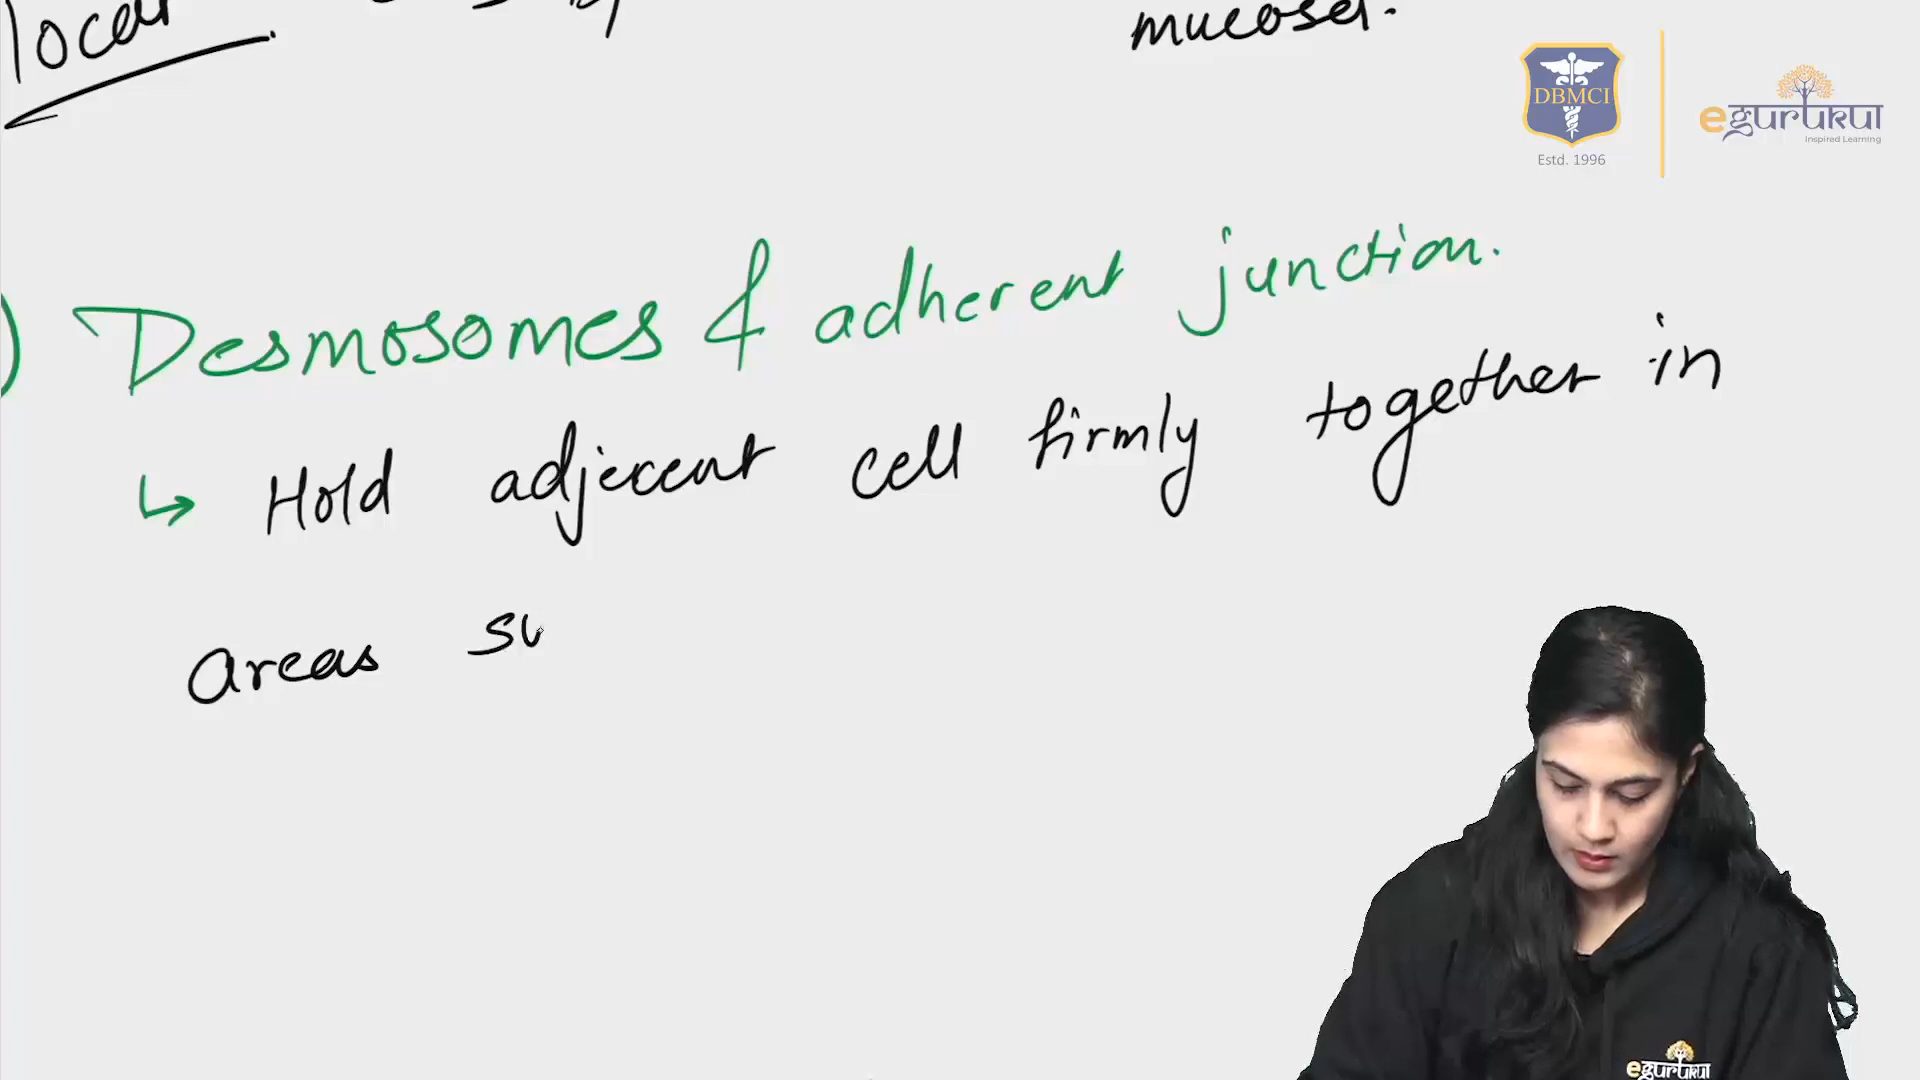 local
mucosa.
DBMCI
Estd. 1996
egurukul
Inspired Learning
Desmosomes & adherent junction.
↳ Hold adjecent cell firmly together in
areas su
egurukul